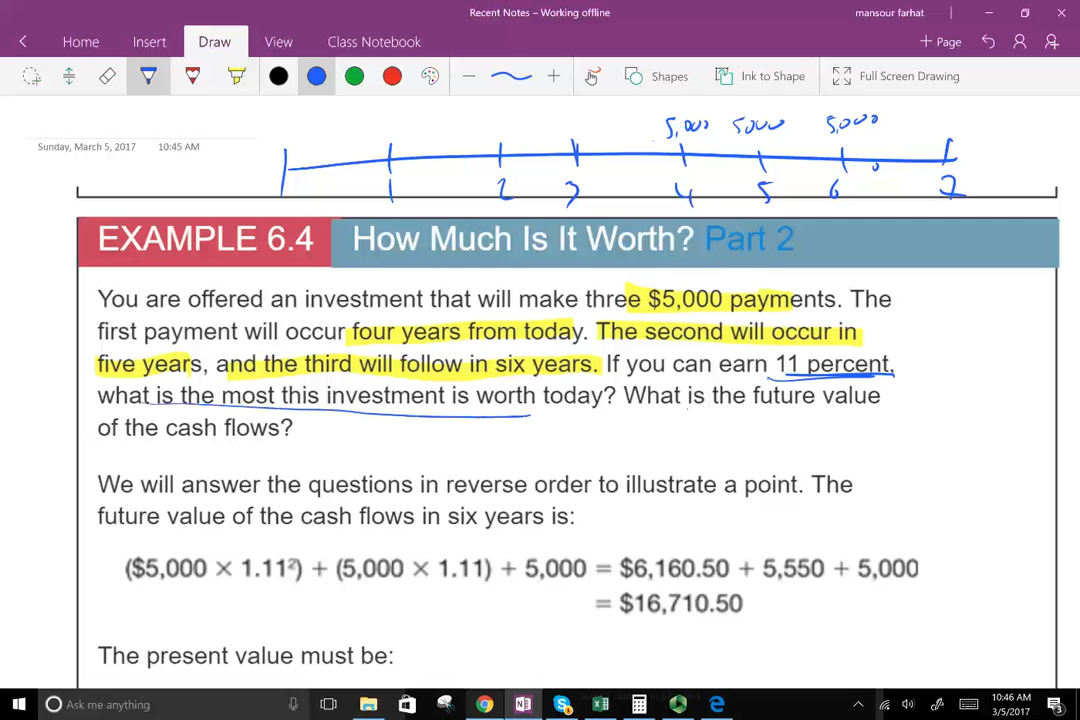 Recent Notes – Working offline
mansour farhat
Home Insert Draw View Class Notebook
Page
Shapes Ink to Shape Full Screen Drawing
5,000 5000 5,000
Sunday, March 5, 2017 10:45 AM
1 2 3 4 5 6 7
EXAMPLE 6.4 How Much Is It Worth? Part 2
You are offered an investment that will make three $5,000 payments. The
first payment will occur four years from today. The second will occur in
five years, and the third will follow in six years. If you can earn 11 percent,
what is the most this investment is worth today? What is the future value
of the cash flows?
We will answer the questions in reverse order to illustrate a point. The
future value of the cash flows in six years is:
($5,000 × 1.11²) + (5,000 × 1.11) + 5,000 = $6,160.50 + 5,550 + 5,000
= $16,710.50
The present value must be:
Ask me anything
10:46 AM
3/5/2017
3